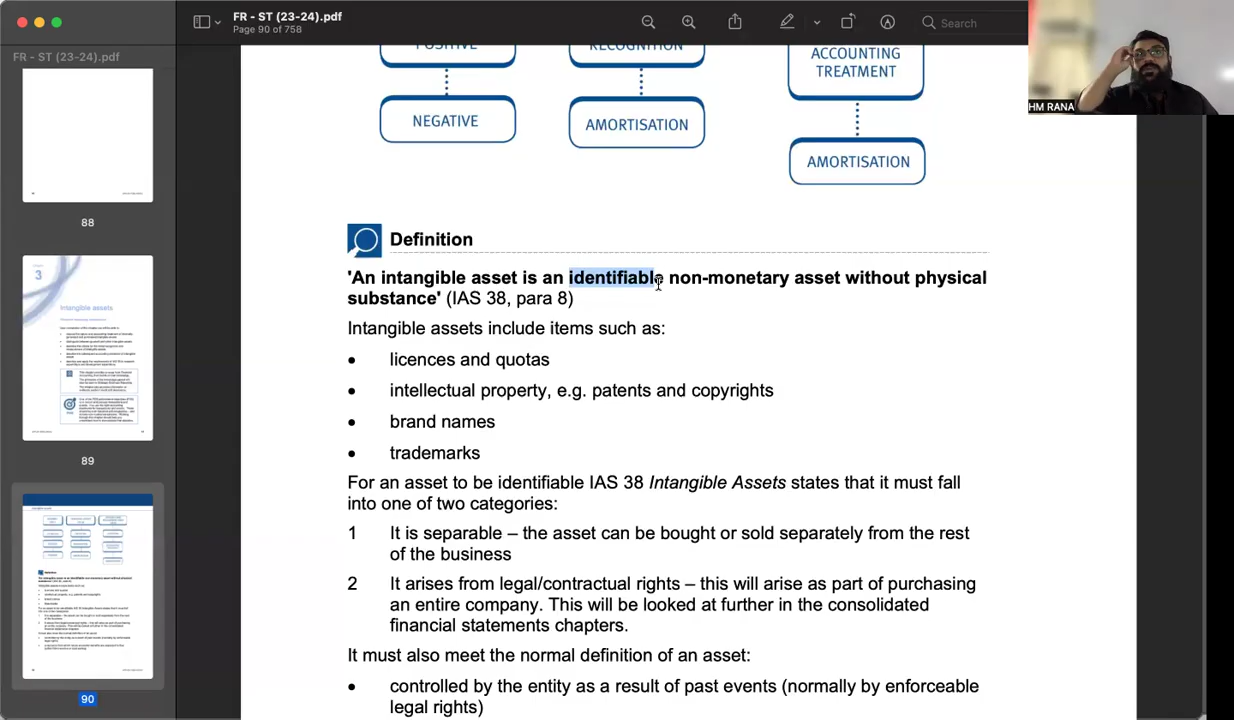 FR - ST (23-24).pdf
Page 90 of 758
Search
HM RANA
FR - ST (23-24).pdf
88
3
Intangible assets
89
90
POSITIVE
RECOGNITION
ACCOUNTING
TREATMENT
NEGATIVE
AMORTISATION
AMORTISATION
Definition
'An intangible asset is an identifiable non-monetary asset without physical
substance' (IAS 38, para 8)
Intangible assets include items such as:
• licences and quotas
• intellectual property, e.g. patents and copyrights
• brand names
• trademarks
For an asset to be identifiable IAS 38 Intangible Assets states that it must fall
into one of two categories:
1 It is separable – the asset can be bought or sold separately from the rest
of the business
2 It arises from legal/contractual rights – this will arise as part of purchasing
an entire company. This will be looked at further in the consolidated
financial statements chapters.
It must also meet the normal definition of an asset:
• controlled by the entity as a result of past events (normally by enforceable
legal rights)